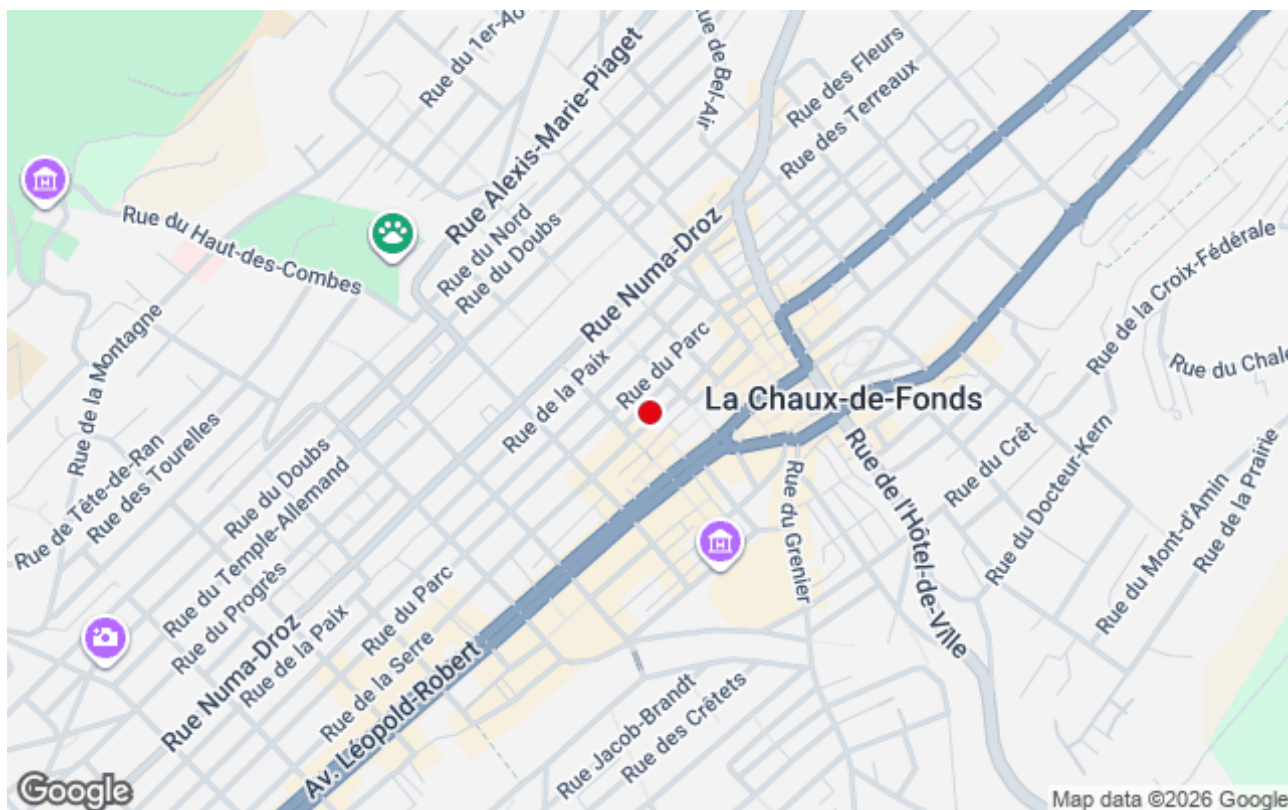 Rue du 1er-Ao
Rue Alexis-Marie-Piaget
Rue de Bel-Air
Rue des Fleurs
Rue des Terreaux
Rue du Haut-des-Combes
Rue du Nord
Rue du Doubs
Rue Numa-Droz
Rue de la Croix-Fédérale
Rue de la Montagne
Rue du Parc
Rue de la Paix
Rue du Chale
La Chaux-de-Fonds
Rue de Tête-de-Ran
Rue des Tourelles
Rue du Doubs
Rue du Temple-Allemand
Rue du Progrès
Rue du Grenier
Rue de l'Hôtel-de-Ville
Rue du Crêt
Rue du Docteur-Kern
Rue du Mont-d'Amin
Rue de la Prairie
Rue Numa-Droz
Rue de la Paix
Rue du Parc
Rue de la Serre
Av. Léopold-Robert
Rue Jacob-Brandt
Rue des Crêtets
Google
Map data ©2026 Google